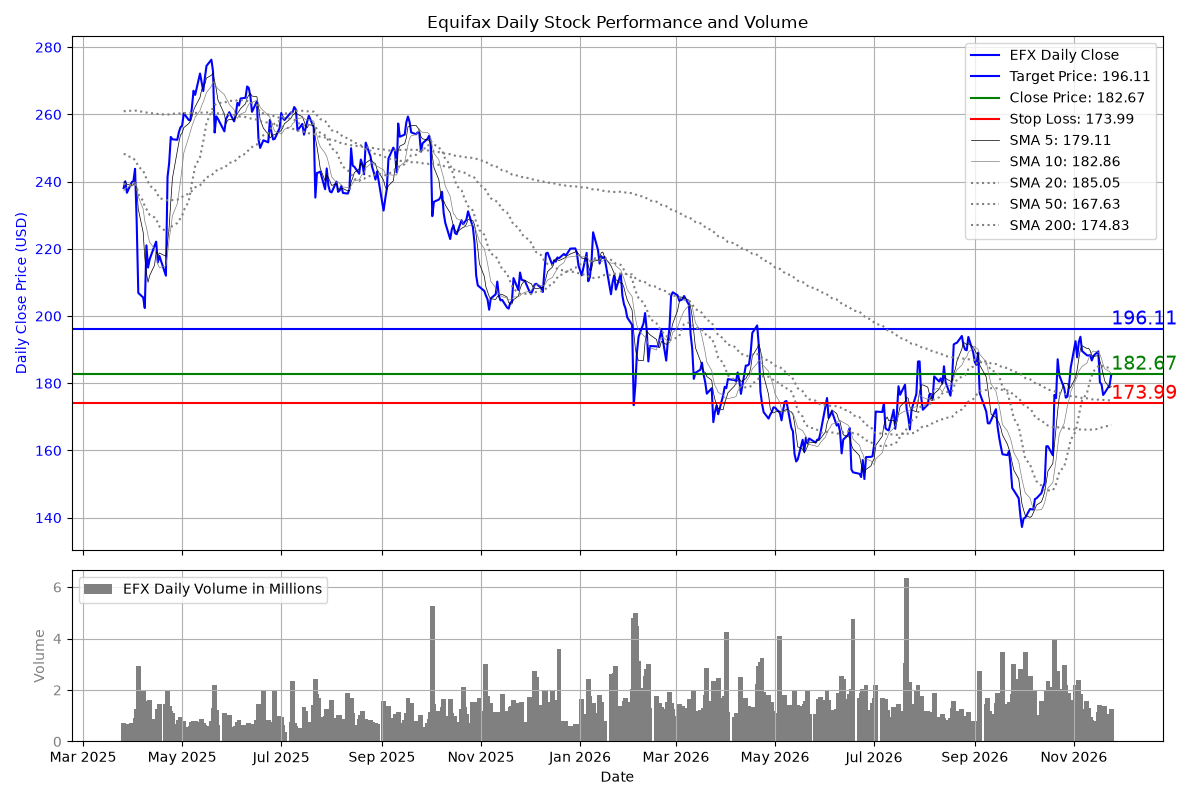 Equifax Daily Stock Performance and Volume
Daily Close Price (USD)
280
260
240
220
200
180
160
140
EFX Daily Close
Target Price: 196.11
Close Price: 182.67
Stop Loss: 173.99
SMA 5: 179.11
SMA 10: 182.86
SMA 20: 185.05
SMA 50: 167.63
SMA 200: 174.83
196.11
182.67
173.99
EFX Daily Volume in Millions
Volume
6
4
2
0
Mar 2025
May 2025
Jul 2025
Sep 2025
Nov 2025
Jan 2026
Mar 2026
May 2026
Jul 2026
Sep 2026
Nov 2026
Date